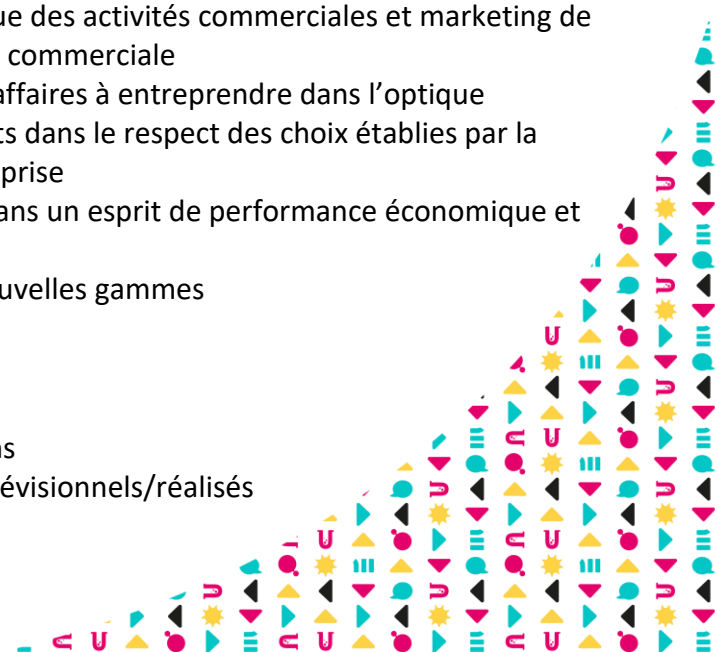 ue des activités commerciales et marketing de
commerciale
affaires à entreprendre dans l’optique
ts dans le respect des choix établies par la
prise
ans un esprit de performance économique et
uvelles gammes
ns
évisionnels/réalisés